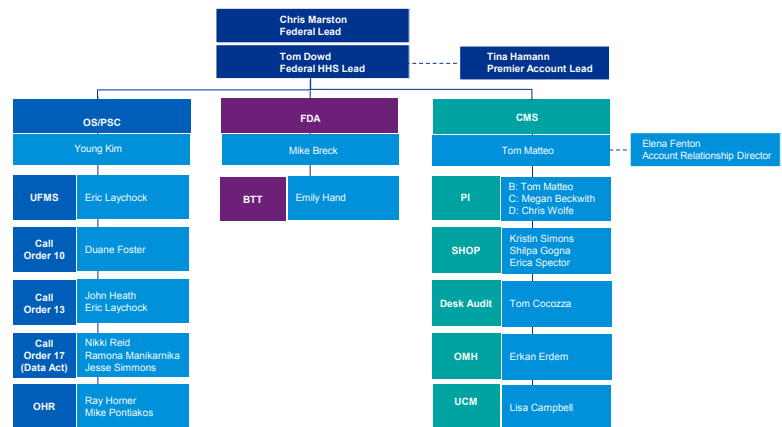 Chris Marston
Federal Lead
Tom Dowd
Federal HHS Lead
Tina Hamann
Premier Account Lead
OS/PSC
Young Kim
UFMS
Eric Laychock
Call
Order 10
Duane Foster
Call
Order 13
John Heath
Eric Laychock
Call
Order 17
(Data Act)
Nikki Reid
Ramona Manikarnika
Jesse Simmons
OHR
Ray Horner
Mike Pontiakos
FDA
Mike Breck
BTT
Emily Hand
CMS
Tom Matteo
Elena Fenton
Account Relationship Director
PI
B: Tom Matteo
C: Megan Beckwith
D: Chris Wolfe
SHOP
Kristin Simons
Shilpa Gogna
Erica Spector
Desk Audit
Tom Cocozza
OMH
Erkan Erdem
UCM
Lisa Campbell